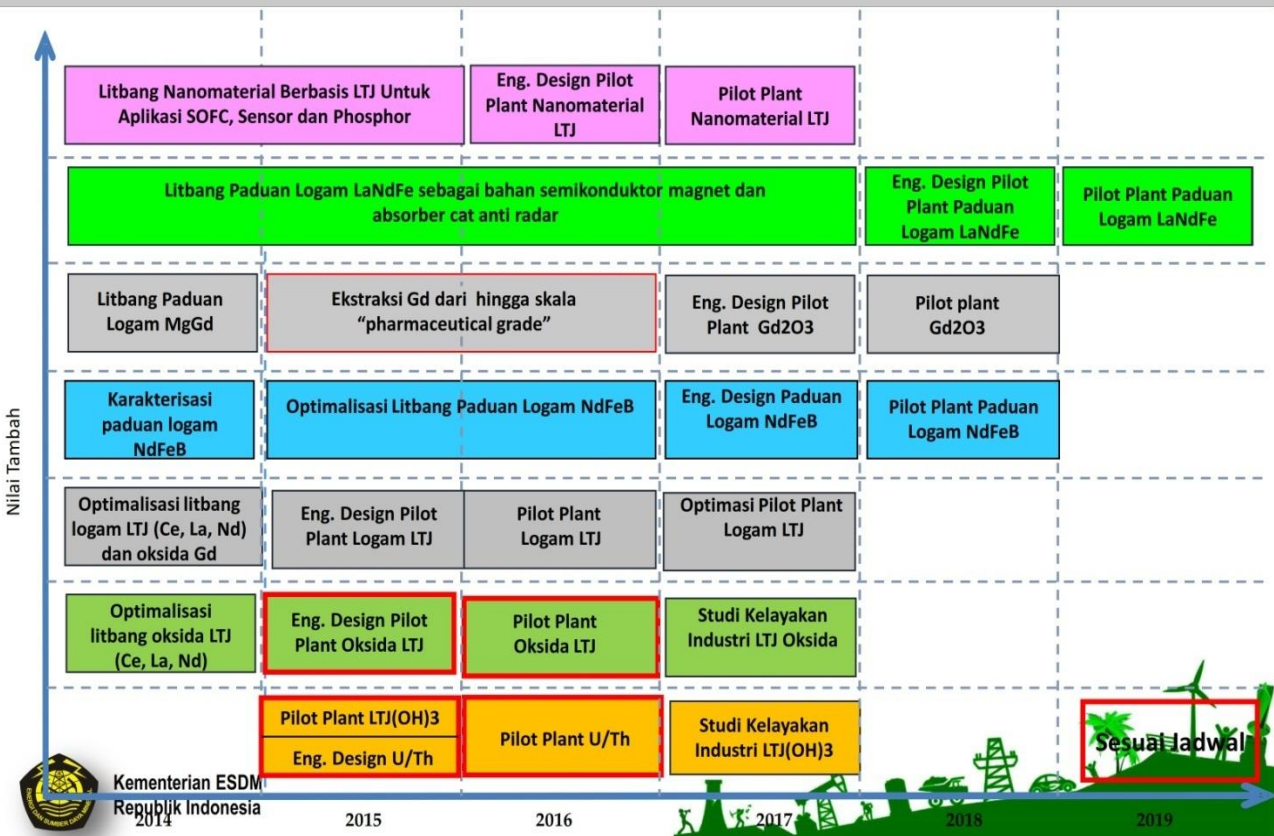 Nilai Tambah
Litbang Nanomaterial Berbasis LTJ Untuk
Aplikasi SOFC, Sensor dan Phosphor
Eng. Design Pilot
Plant Nanomaterial
LTJ
Pilot Plant
Nanomaterial LTJ
Litbang Paduan Logam LaNdFe sebagai bahan semikonduktor magnet dan
absorber cat anti radar
Eng. Design Pilot
Plant Paduan
Logam LaNdFe
Pilot Plant Paduan
Logam LaNdFe
Litbang Paduan
Logam MgGd
Ekstraksi Gd dari hingga skala
“pharmaceutical grade”
Eng. Design Pilot
Plant Gd2O3
Pilot plant
Gd2O3
Karakterisasi
paduan logam
NdFeB
Optimalisasi Litbang Paduan Logam NdFeB
Eng. Design Paduan
Logam NdFeB
Pilot Plant Paduan
Logam NdFeB
Optimalisasi litbang
logam LTJ (Ce, La, Nd)
dan oksida Gd
Eng. Design Pilot
Plant Logam LTJ
Pilot Plant
Logam LTJ
Optimasi Pilot Plant
Logam LTJ
Optimalisasi
litbang oksida LTJ
(Ce, La, Nd)
Eng. Design Pilot
Plant Oksida LTJ
Pilot Plant
Oksida LTJ
Studi Kelayakan
Industri LTJ Oksida
Pilot Plant LTJ(OH)3
Eng. Design U/Th
Pilot Plant U/Th
Studi Kelayakan
Industri LTJ(OH)3
Sesuai Jadwal
Kementerian ESDM
Republik Indonesia
2014
2015
2016
2017
2018
2019